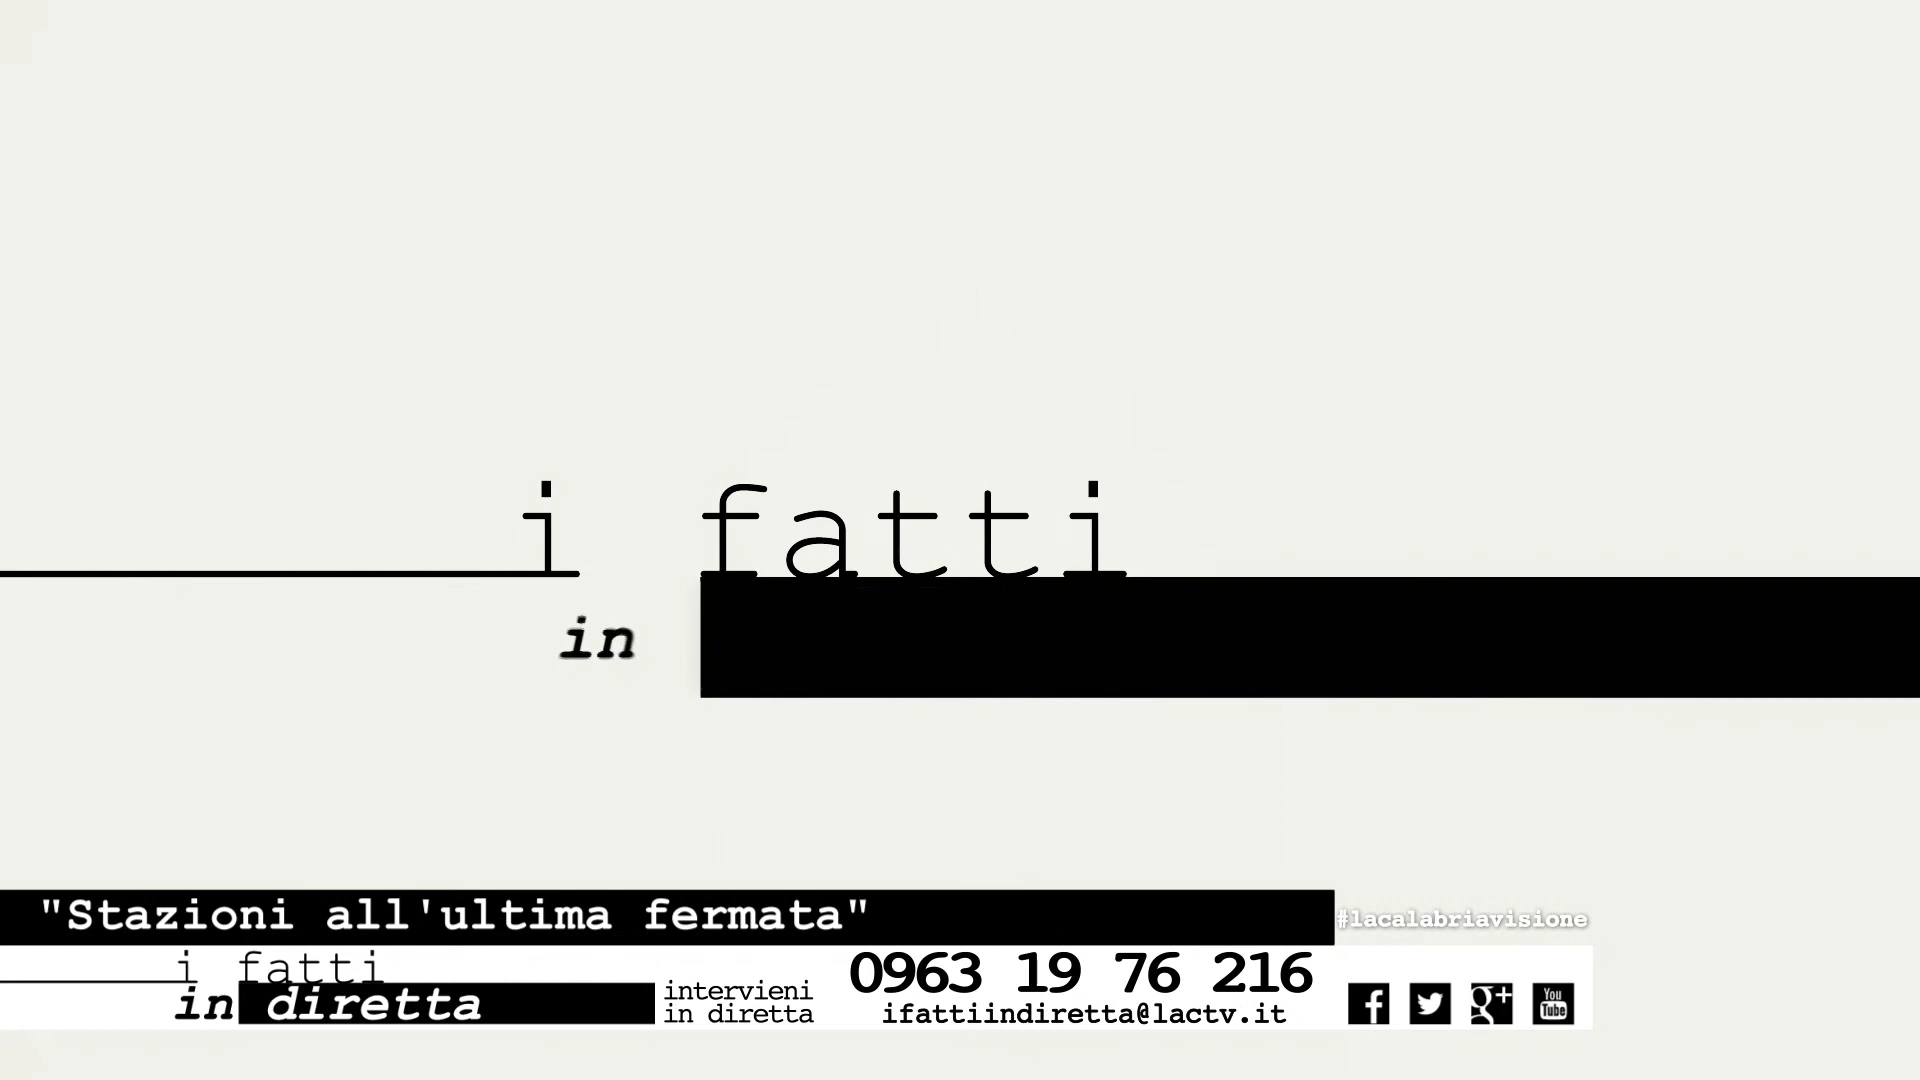 i fatti
in
"Stazioni all'ultima fermata"
#lacalabriavisione
i fatti
in diretta
intervieni
in diretta
0963 19 76 216
ifattiindiretta@lactv.it
f
g+
You
Tube